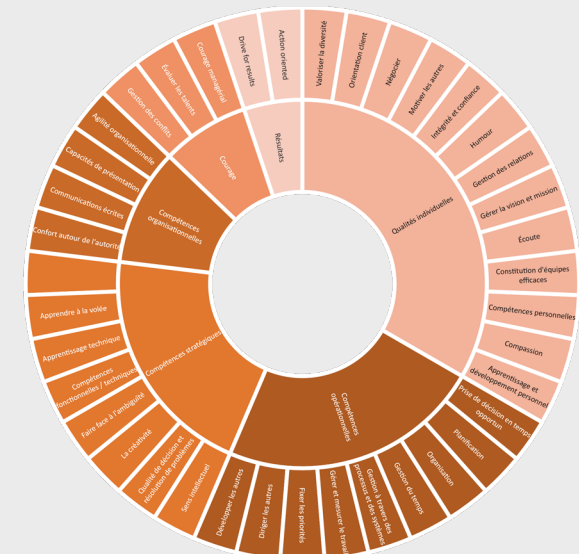 Valoriser la diversité
Orientation client
Négocier
Motiver les autres
Intégrité et confiance
Humour
Gestion des relations
Gérer la vision et mission
Écoute
Constitution d'équipes
efficaces
Compétences personnelles
Compassion
Apprentissage et
développement personnel
Prise de décision en temps
opportun
Planification
Organisation
Gestion du temps
Gestion à travers des
processus et des systèmes
Gérer et mesurer le travail
Fixer les priorités
Diriger les autres
Développer les autres
Sens intellectuel
Qualité de décision et
résolution de problèmes
La créativité
Faire face à l'ambiguïté
Compétences
fonctionnelles / techniques
Apprentissage technique
Apprendre à la volée
Confort autour de l'autorité
Communications écrites
Capacités de présentation
Agilité organisationnelle
Gestion des conflits
Évaluer les talents
Courage managérial
Drive for results
Action oriented
Qualités individuelles
Compétences
opérationnelles
Compétences stratégiques
Compétences
organisationnelles
Courage
Résultats